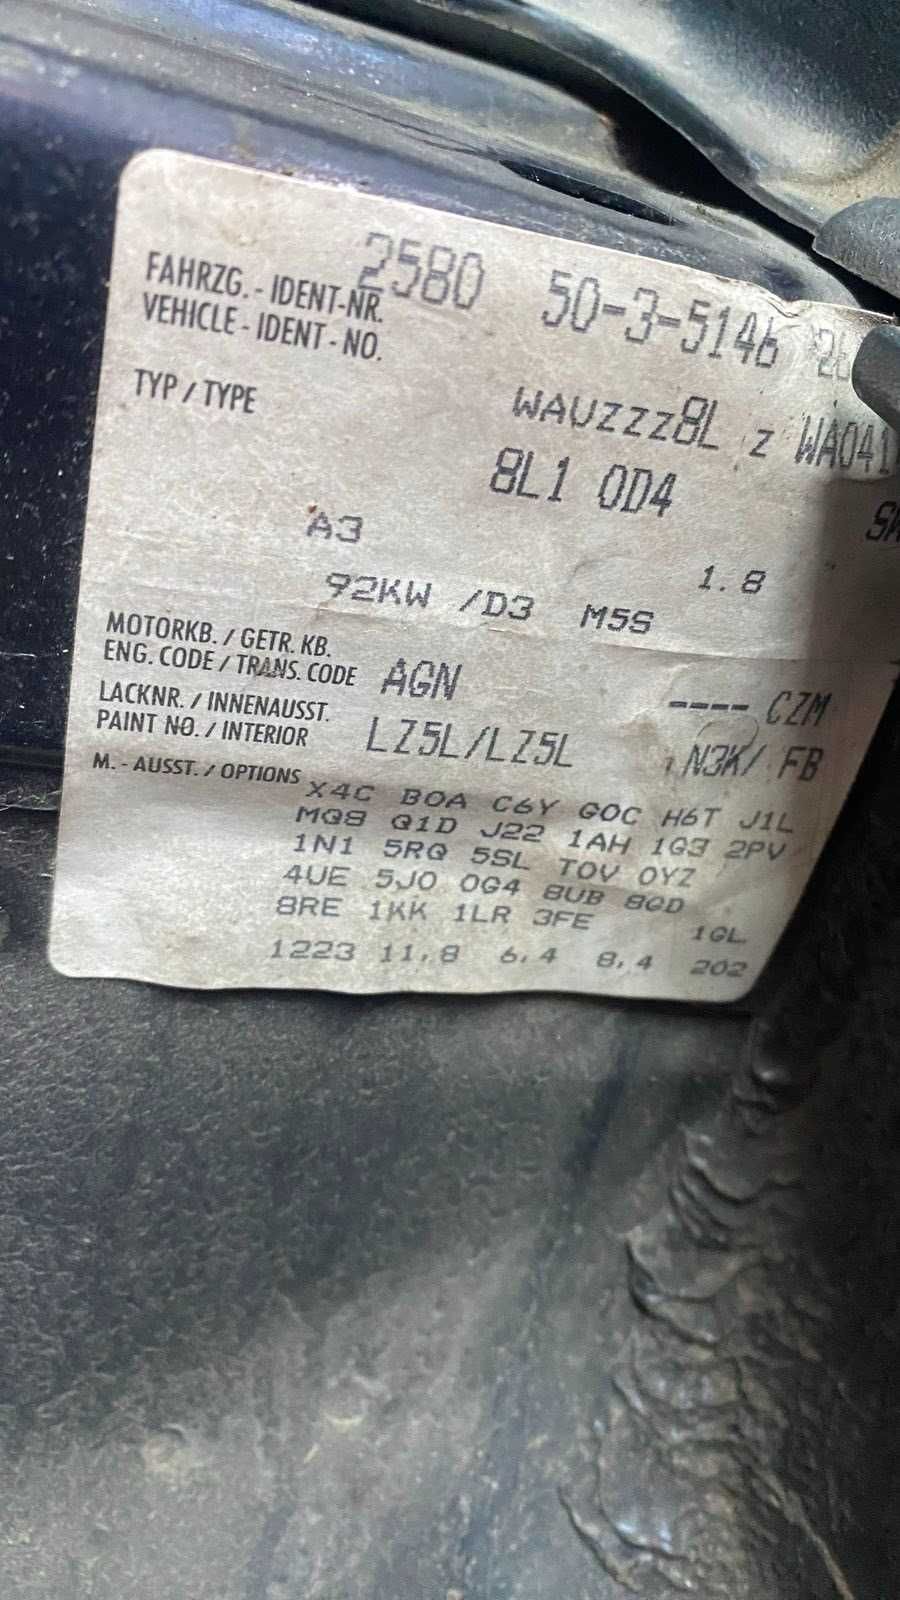 2580 50-3-5146
FAHRZG. - IDENT-NR.
VEHICLE - IDENT - NO.
WAUZZZ8L Z WA041
TYP / TYPE
8L1 0D4
A3 1.8
92KW /D3 M5S
MOTORKB. / GETR. KB.
ENG. CODE / TRANS. CODE AGN ---- CZM
LACKNR. / INNENAUSST.
PAINT NO. / INTERIOR LZ5L/LZ5L N3K/ FB
M. - AUSST. / OPTIONS
X4C B0A C6Y G0C H6T J1L
MQ8 Q1D J22 1AH 1G3 2PV
1N1 5RQ 5SL T0V 0YZ
4UE 5J0 0G4 8UB 8GD
8RE 1KK 1LR 3FE 1GL
1223 11,8 6,4 8,4 202